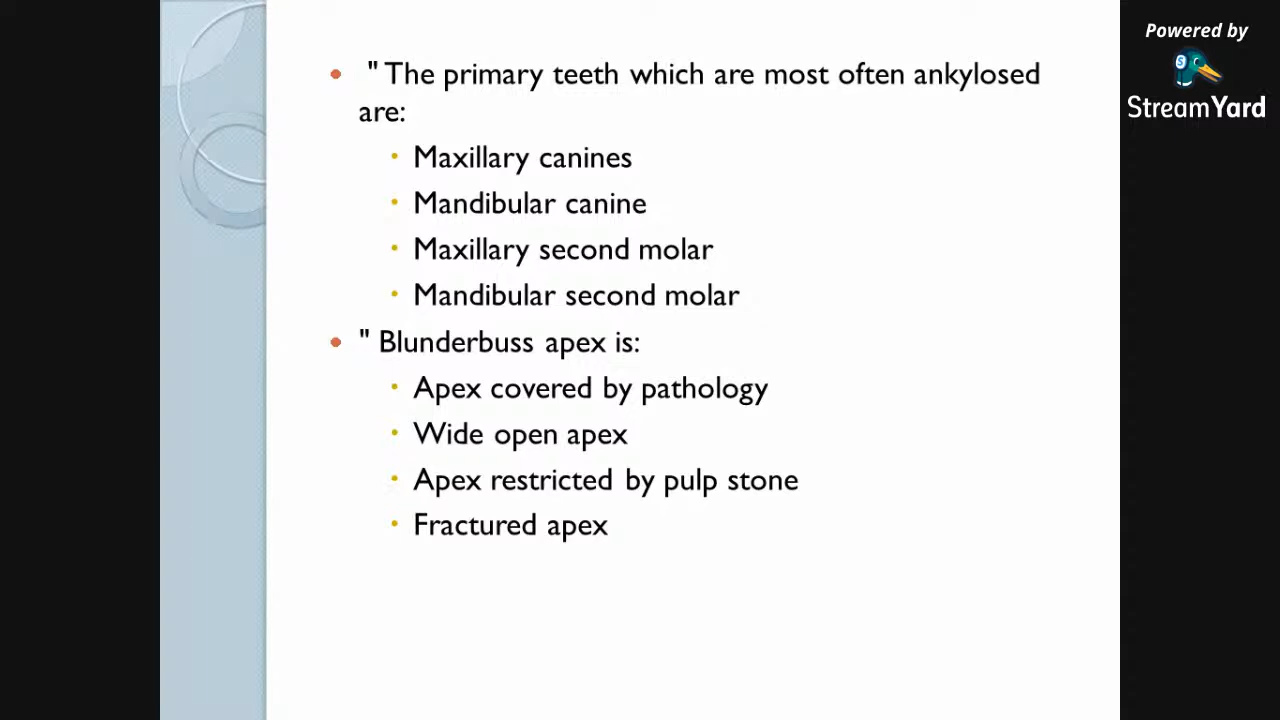 Powered by
StreamYard
• " The primary teeth which are most often ankylosed
are:
• Maxillary canines
• Mandibular canine
• Maxillary second molar
• Mandibular second molar
• " Blunderbuss apex is:
• Apex covered by pathology
• Wide open apex
• Apex restricted by pulp stone
• Fractured apex